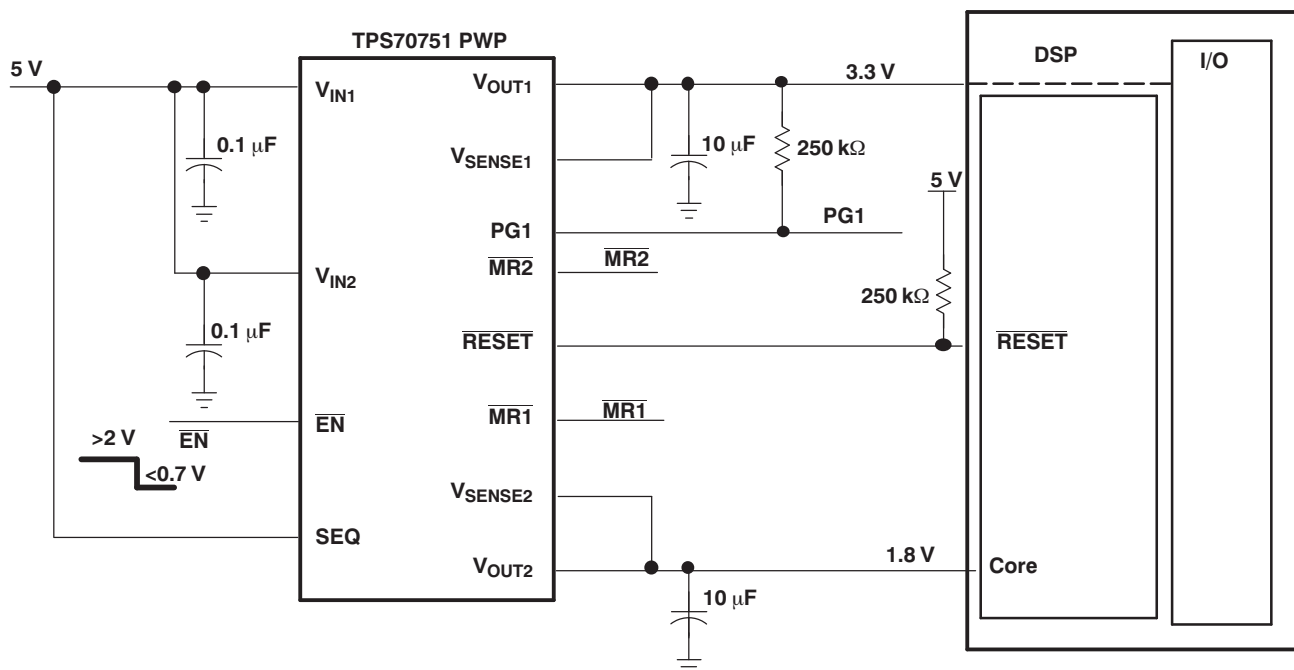 TPS70751 PWP
DSP
I/O
5 V
VIN1
VOUT1
3.3 V
0.1 μF
10 μF
250 kΩ
VSENSE1
5 V
PG1
PG1
MR2
MR2
VIN2
250 kΩ
0.1 μF
RESET
RESET
MR1
MR1
EN
EN
>2 V
<0.7 V
VSENSE2
SEQ
1.8 V
VOUT2
Core
10 μF